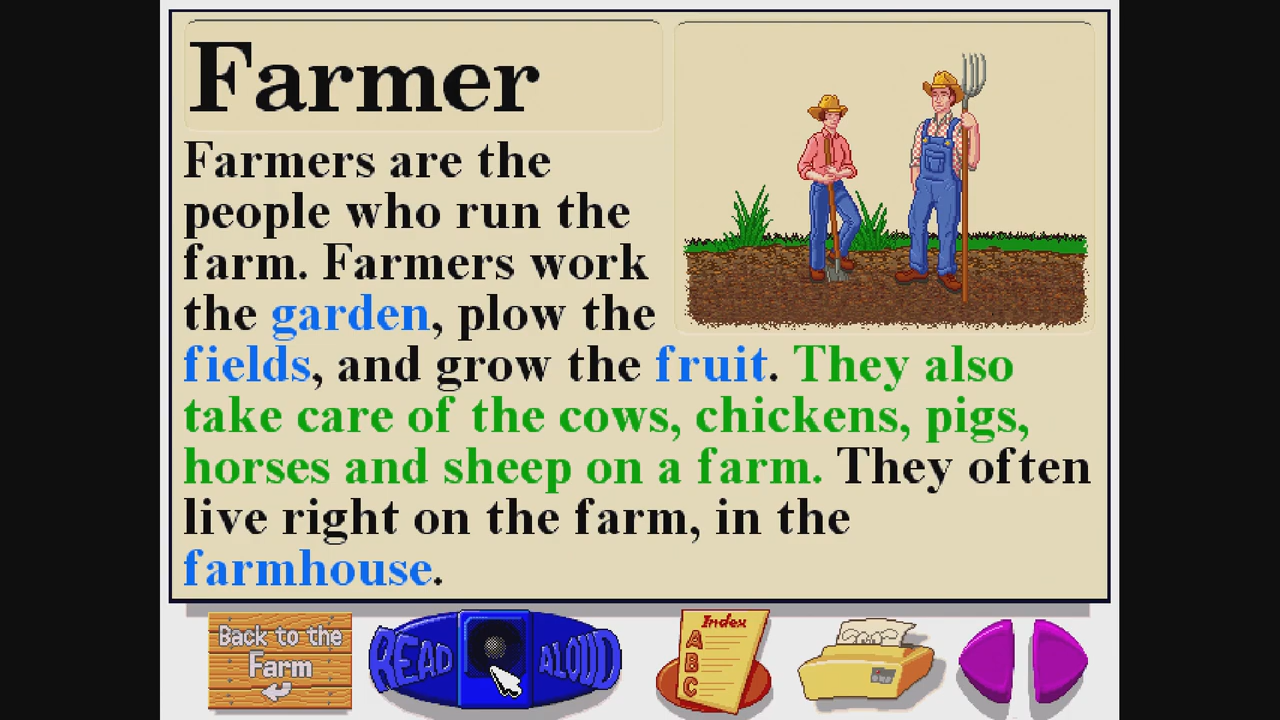 Farmer
Farmers are the
people who run the
farm. Farmers work
the garden, plow the
fields, and grow the fruit. They also
take care of the cows, chickens, pigs,
horses and sheep on a farm. They often
live right on the farm, in the
farmhouse.
Back to the
Farm
READ ALOUD
Index
A
B
C